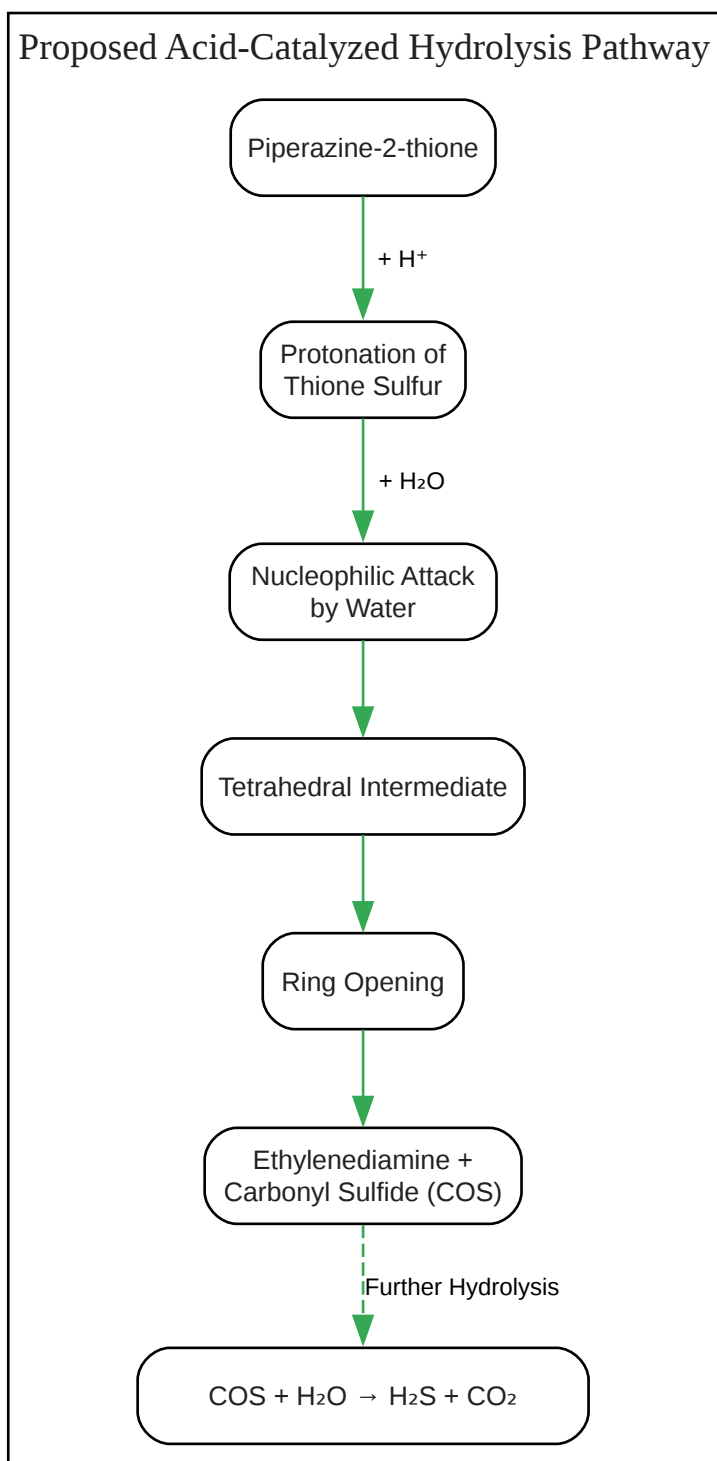 Proposed Acid-Catalyzed Hydrolysis Pathway
Piperazine-2-thione
+ H⁺
Protonation of
Thione Sulfur
+ H₂O
Nucleophilic Attack
by Water
Tetrahedral Intermediate
Ring Opening
Ethylenediamine +
Carbonyl Sulfide (COS)
Further Hydrolysis
COS + H₂O → H₂S + CO₂